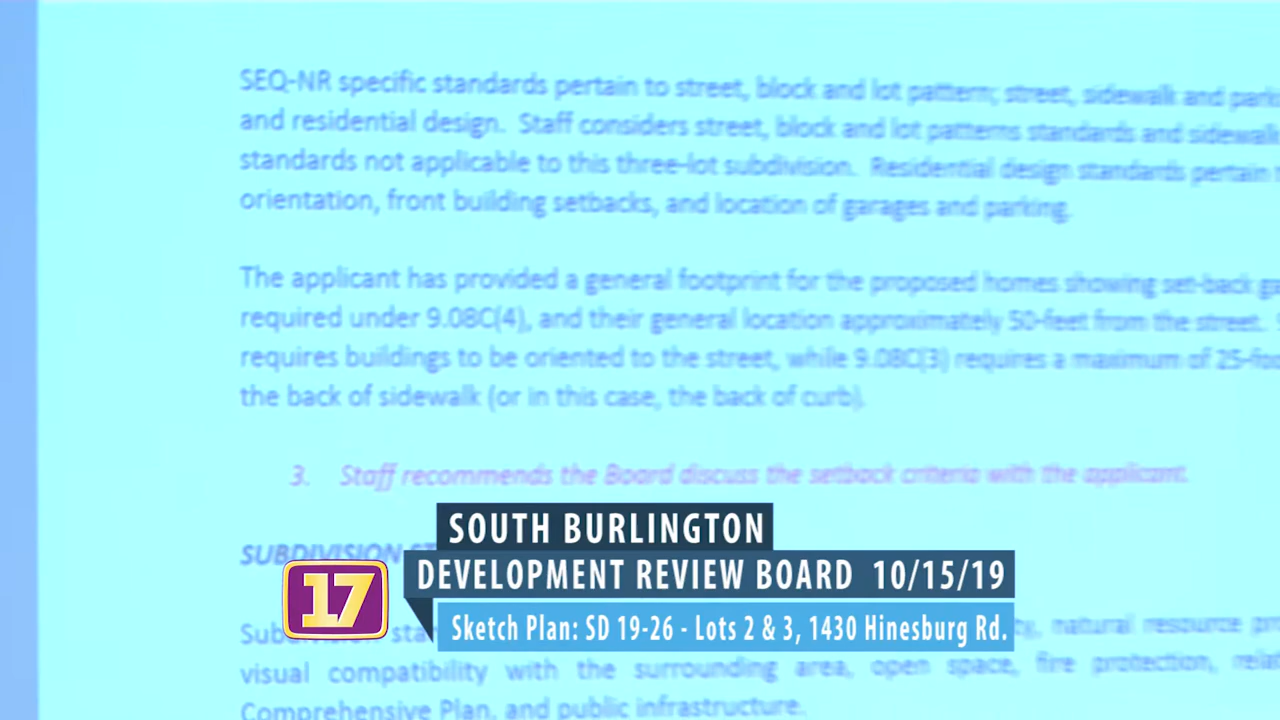 SEQ-NR specific standards pertain to street, block and lot pattern; street, sidewalk and
and residential design. Staff considers street, block and lot patterns standards and sidewalk
standards not applicable to this three-lot subdivision. Residential design standards pertain
orientation, front building setbacks, and location of garages and parking.
The applicant has provided a general footprint for the proposed homes showing set-back
required under 9.08C(4), and their general location approximately 50-feet from the street.
requires buildings to be oriented to the street, while 9.08C(3) requires a maximum of
the back of sidewalk (or in this case, the back of curb).
3. Staff recommends the Board discuss the setback criteria with the applicant.
SOUTH BURLINGTON
SUBDIVISION
DEVELOPMENT REVIEW BOARD 10/15/19
17
Sketch Plan: SD 19-26 - Lots 2 & 3, 1430 Hinesburg Rd.
natural resource
visual compatibility with the surrounding area, open space, fire protection,
Comprehensive Plan, and public infrastructure.